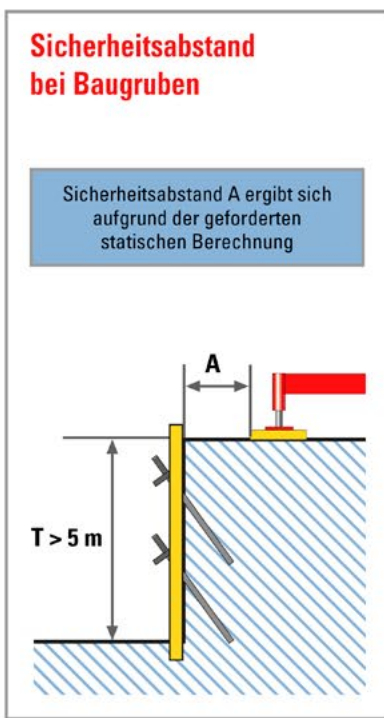 Sicherheitsabstand
bei Baugruben
Sicherheitsabstand A ergibt sich
aufgrund der geforderten
statischen Berechnung
A
T > 5 m